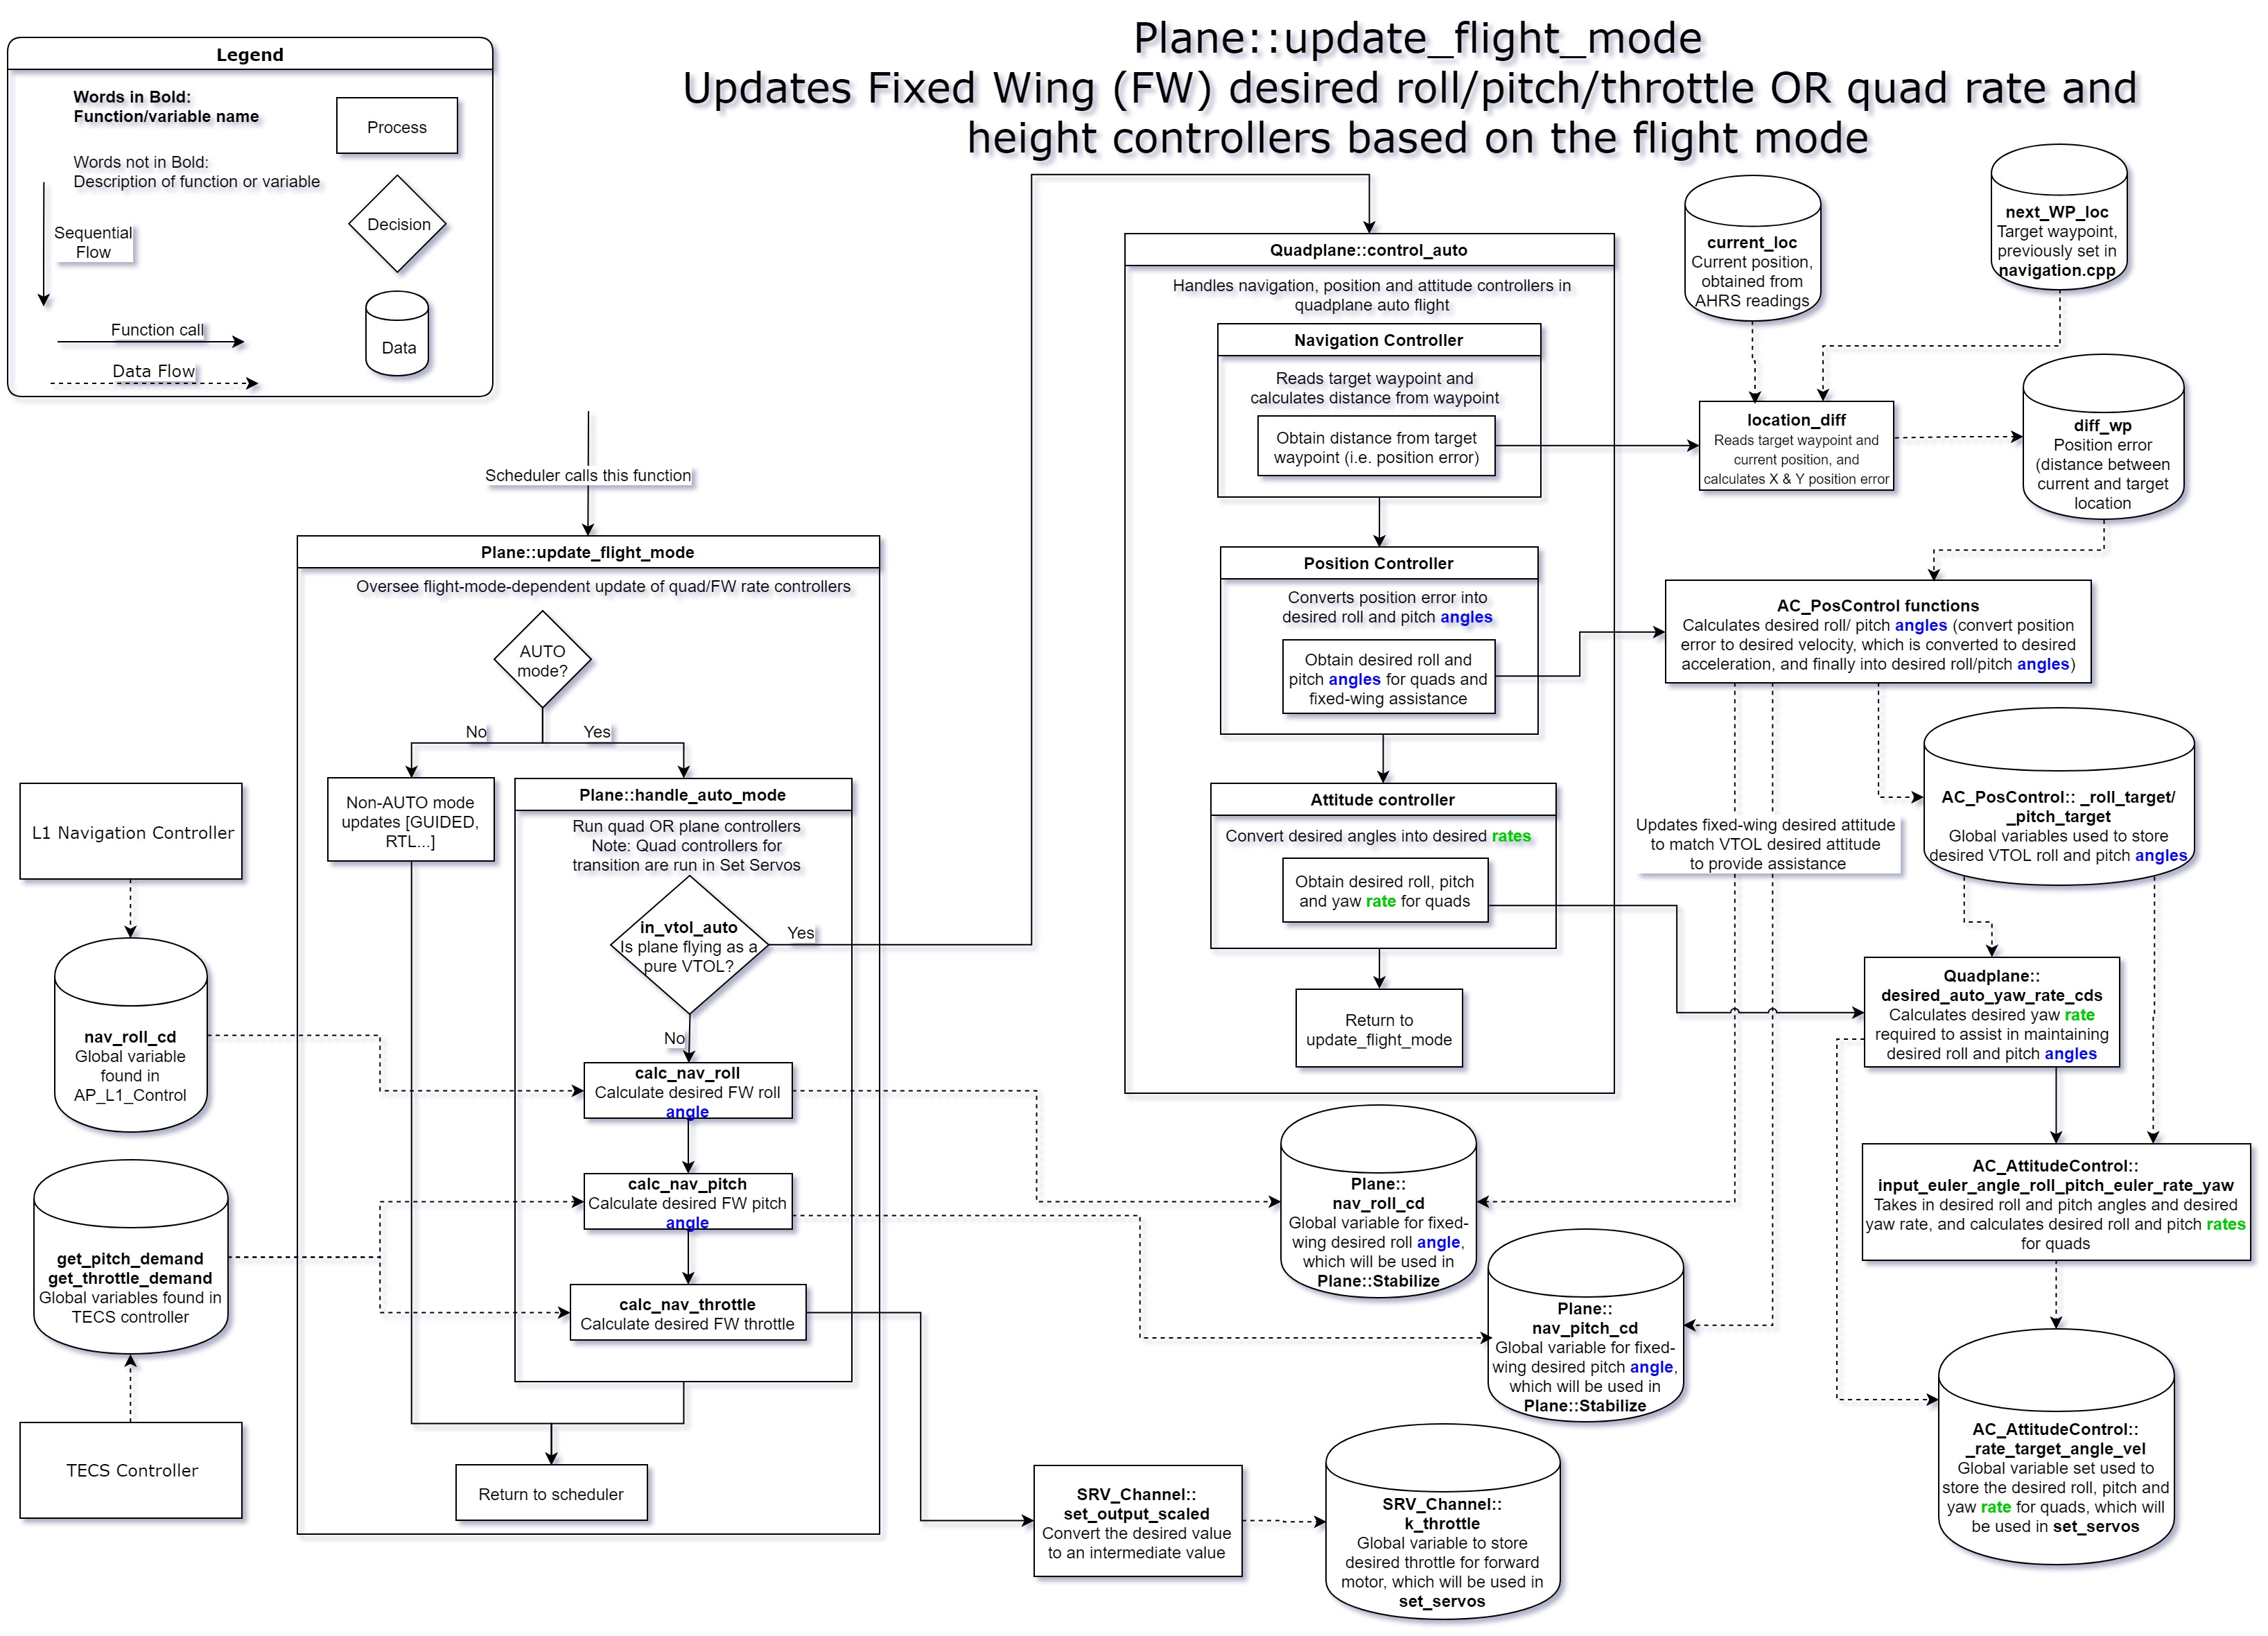 Plane::update_flight_mode
Updates Fixed Wing (FW) desired roll/pitch/throttle OR quad rate and
height controllers based on the flight mode
Legend
Words in Bold:
Function/variable name
Words not in Bold:
Description of function or variable
Sequential
Flow
Function call
Data Flow
Process
Decision
Data
Scheduler calls this function
Plane::update_flight_mode
Oversee flight-mode-dependent update of quad/FW rate controllers
AUTO
mode?
No
Yes
Non-AUTO mode
updates [GUIDED,
RTL...]
Plane::handle_auto_mode
Run quad OR plane controllers
Note: Quad controllers for
transition are run in Set Servos
in_vtol_auto
Is plane flying as a
pure VTOL?
Yes
No
calc_nav_roll
Calculate desired FW roll
angle
calc_nav_pitch
Calculate desired FW pitch
angle
calc_nav_throttle
Calculate desired FW throttle
Return to scheduler
L1 Navigation Controller
nav_roll_cd
Global variable
found in
AP_L1_Control
get_pitch_demand
get_throttle_demand
Global variables found in
TECS controller
TECS Controller
Quadplane::control_auto
Handles navigation, position and attitude controllers in
quadplane auto flight
Navigation Controller
Reads target waypoint and
calculates distance from waypoint
Obtain distance from target
waypoint (i.e. position error)
Position Controller
Converts position error into
desired roll and pitch angles
Obtain desired roll and
pitch angles for quads and
fixed-wing assistance
Attitude controller
Convert desired angles into desired rates
Obtain desired roll, pitch
and yaw rate for quads
Return to
update_flight_mode
current_loc
Current position,
obtained from
AHRS readings
next_WP_loc
Target waypoint,
previously set in
navigation.cpp
location_diff
Reads target waypoint and
current position, and
calculates X & Y position error
diff_wp
Position error
(distance between
current and target
location
AC_PosControl functions
Calculates desired roll/ pitch angles (convert position
error to desired velocity, which is converted to desired
acceleration, and finally into desired roll/pitch angles)
Updates fixed-wing desired attitude
to match VTOL desired attitude
to provide assistance
AC_PosControl:: _roll_target/
_pitch_target
Global variables used to store
desired VTOL roll and pitch angles
Quadplane::
desired_auto_yaw_rate_cds
Calculates desired yaw rate
required to assist in maintaining
desired roll and pitch angles
AC_AttitudeControl::
input_euler_angle_roll_pitch_euler_rate_yaw
Takes in desired roll and pitch angles and desired
yaw rate, and calculates desired roll and pitch rates
for quads
AC_AttitudeControl::
_rate_target_angle_vel
Global variable set used to
store the desired roll, pitch and
yaw rate for quads, which will
be used in set_servos
Plane::
nav_roll_cd
Global variable for fixed-
wing desired roll angle,
which will be used in
Plane::Stabilize
Plane::
nav_pitch_cd
Global variable for fixed-
wing desired pitch angle,
which will be used in
Plane::Stabilize
SRV_Channel::
set_output_scaled
Convert the desired value
to an intermediate value
SRV_Channel::
k_throttle
Global variable to store
desired throttle for forward
motor, which will be used in
set_servos